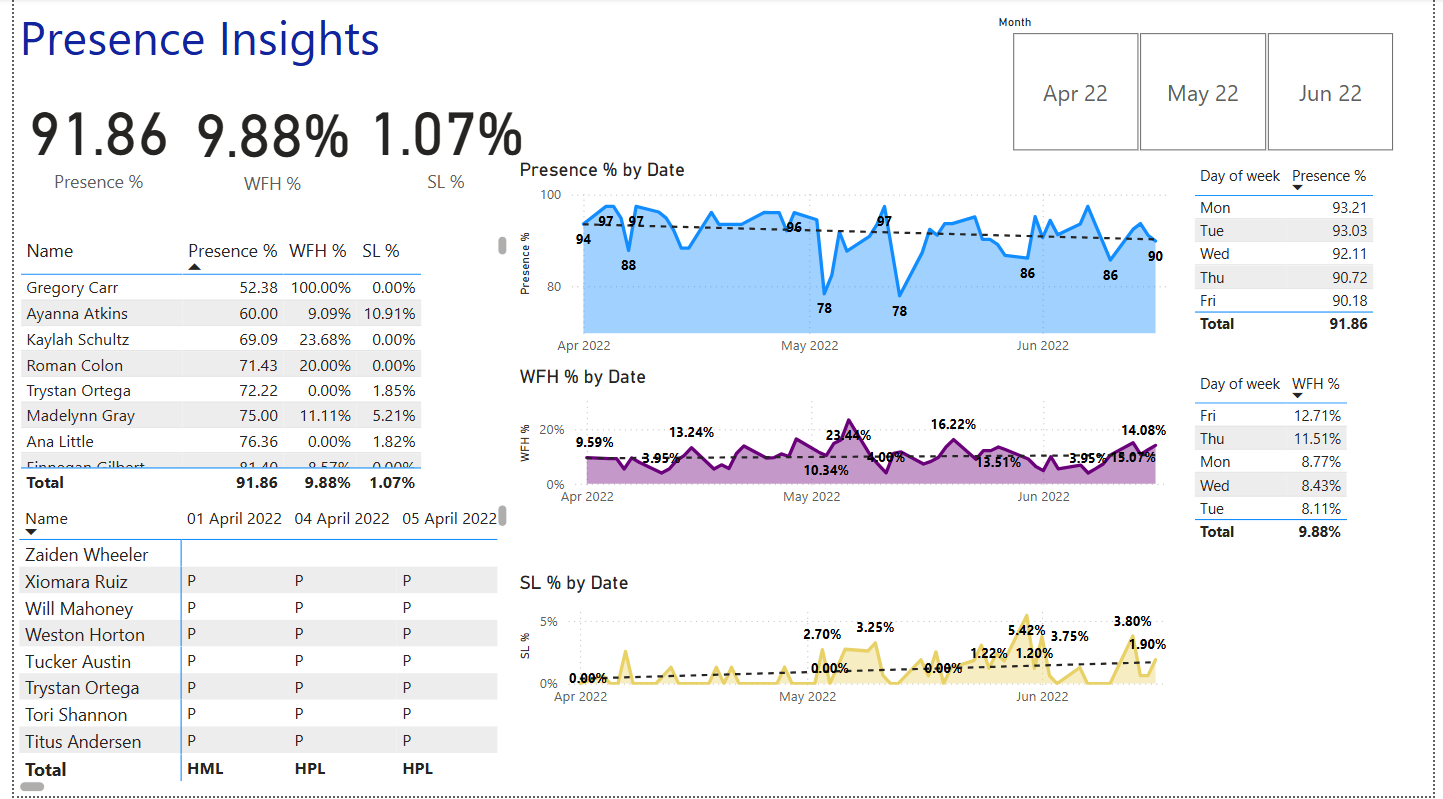 Presence Insights
Month
Apr 22 May 22 Jun 22
91.86 9.88% 1.07%
Presence % WFH % SL %
Name Presence % WFH % SL %
Gregory Carr 52.38 100.00% 0.00%
Ayanna Atkins 60.00 9.09% 10.91%
Kaylah Schultz 69.09 23.68% 0.00%
Roman Colon 71.43 20.00% 0.00%
Trystan Ortega 72.22 0.00% 1.85%
Madelynn Gray 75.00 11.11% 5.21%
Ana Little 76.36 0.00% 1.82%
Finnegan Gilbert 81.40 8.57% 0.00%
Total 91.86 9.88% 1.07%
Name 01 April 2022 04 April 2022 05 April 2022
Zaiden Wheeler
Xiomara Ruiz P P P
Will Mahoney P P P
Weston Horton P P P
Tucker Austin P P P
Trystan Ortega P P P
Tori Shannon P P P
Titus Andersen P P P
Total HML HPL HPL
Presence % by Date
Presence %
100
80
94 97 88 97 96 78 97 78 86 86 90
Apr 2022 May 2022 Jun 2022
WFH % by Date
WFH %
20%
0%
9.59% 3.95% 13.24% 10.34% 23.44% 4.00% 16.22% 13.51% 3.95% 15.07% 14.08%
Apr 2022 May 2022 Jun 2022
SL % by Date
SL %
5%
0%
0.00% 2.70% 0.00% 3.25% 0.00% 1.22% 5.42% 1.20% 3.75% 3.80% 1.90%
Apr 2022 May 2022 Jun 2022
Day of week Presence %
Mon 93.21
Tue 93.03
Wed 92.11
Thu 90.72
Fri 90.18
Total 91.86
Day of week WFH %
Fri 12.71%
Thu 11.51%
Mon 8.77%
Wed 8.43%
Tue 8.11%
Total 9.88%